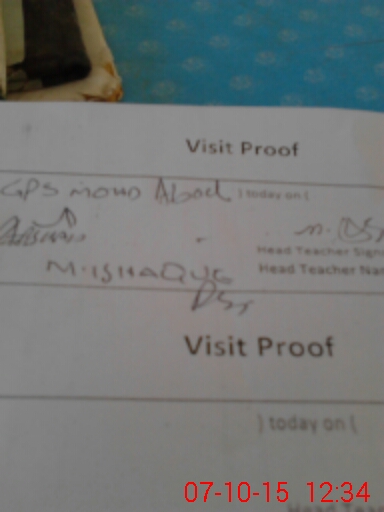 Visit Proof
GPS MOHD Abad ) today on (
Head Teacher Sign
M. ISHAQUE Head Teacher Na
Visit Proof
) today on (
07-10-15 12:34